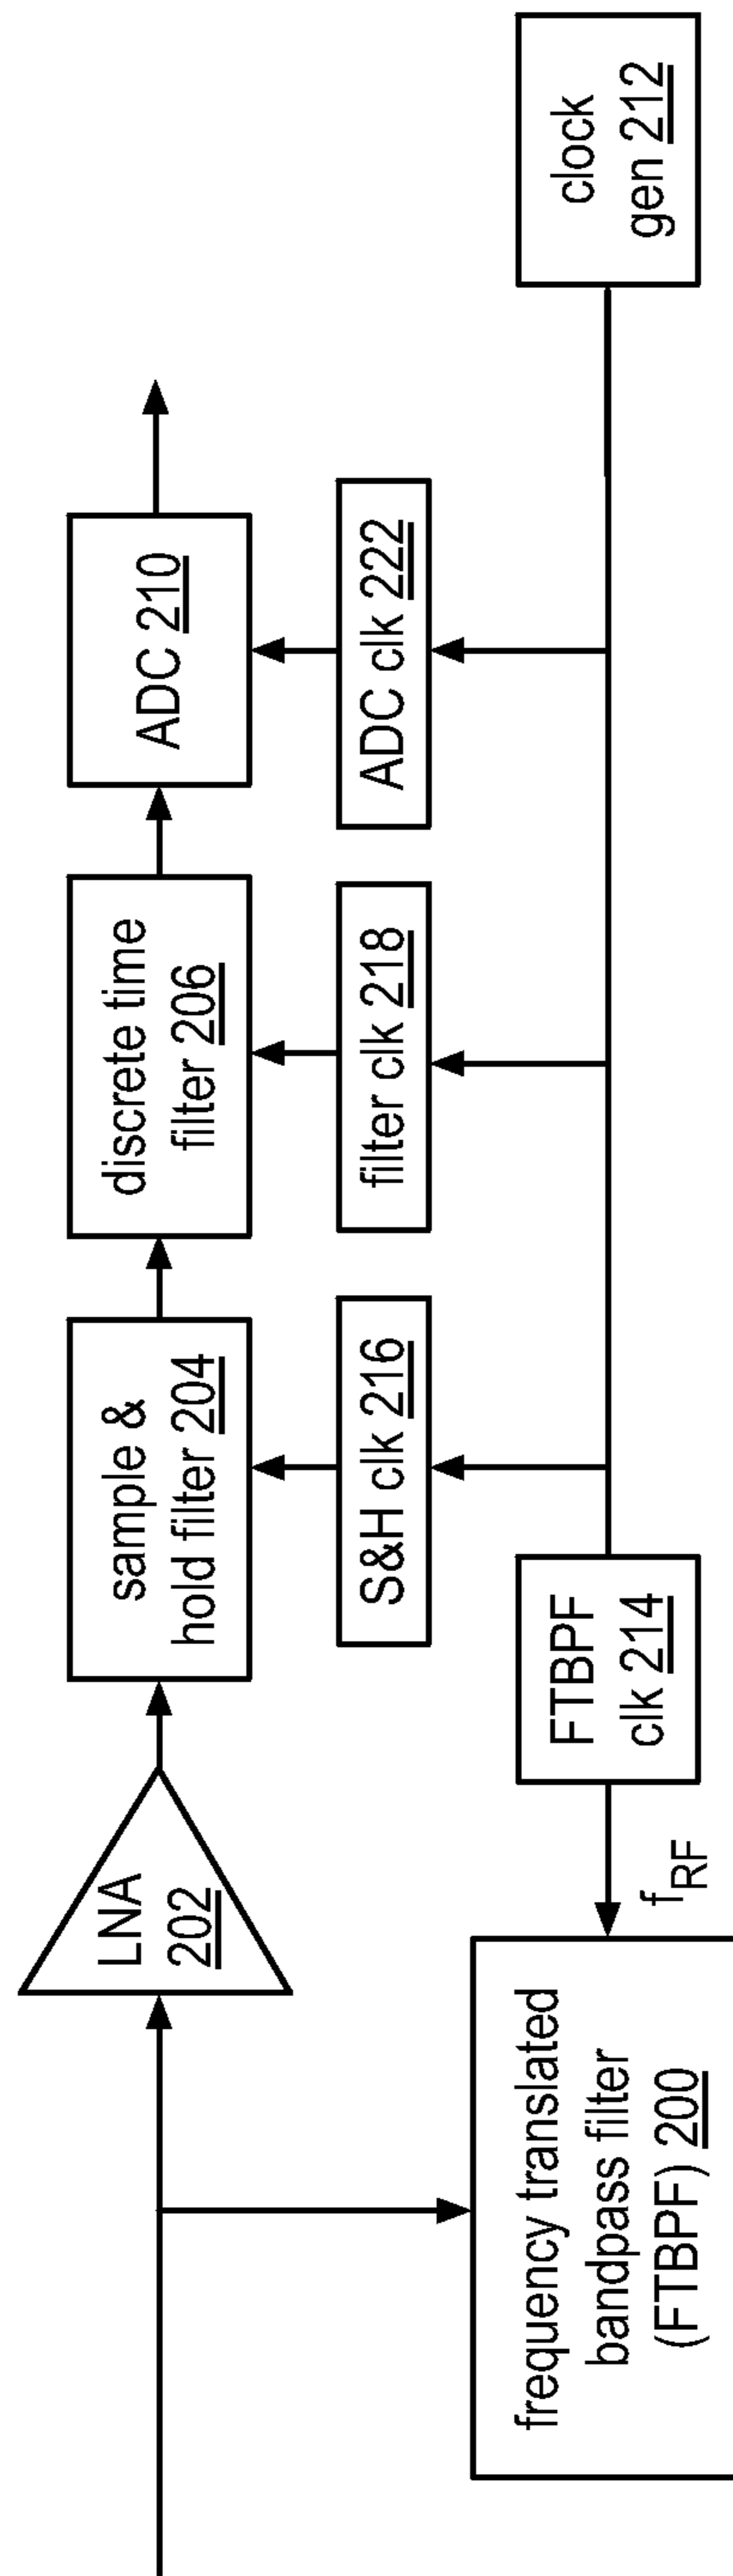 LNA
202
sample &
hold filter 204
discrete time
filter 206
ADC 210
S&H clk 216
filter clk 218
ADC clk 222
frequency translated
bandpass filter
(FTBPF) 200
fRF
FTBPF
clk 214
clock
gen 212